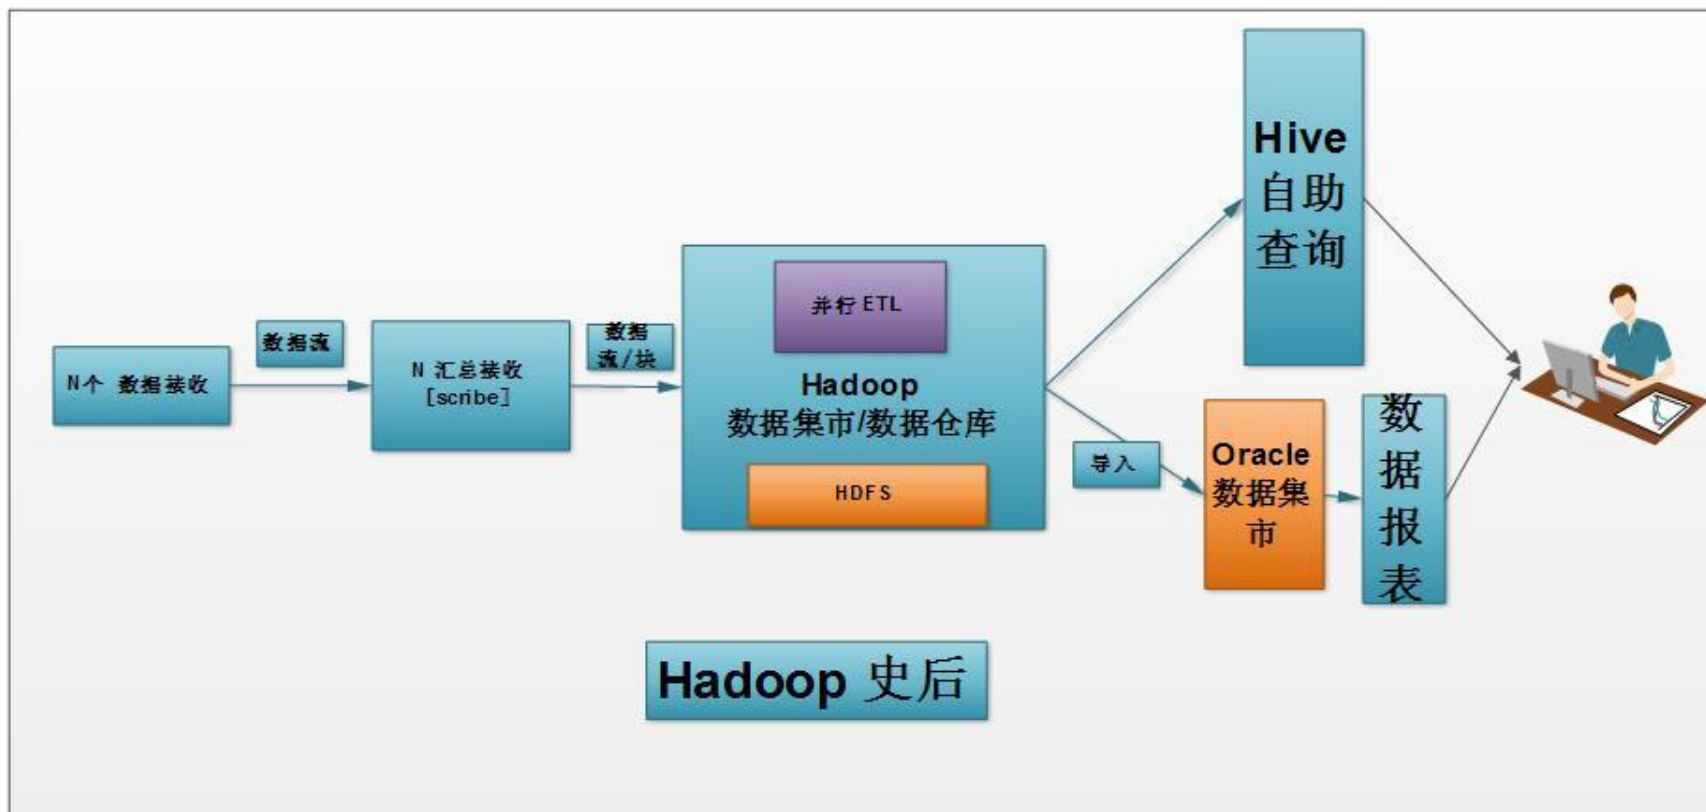 N个 数据接收
数据流
N 汇总接收
[scribe]
数据
流/块
并行 ETL
Hadoop
数据集市/数据仓库
HDFS
Hive
自助
查询
导入
Oracle
数据集
市
数
据
报
表
Hadoop 史后